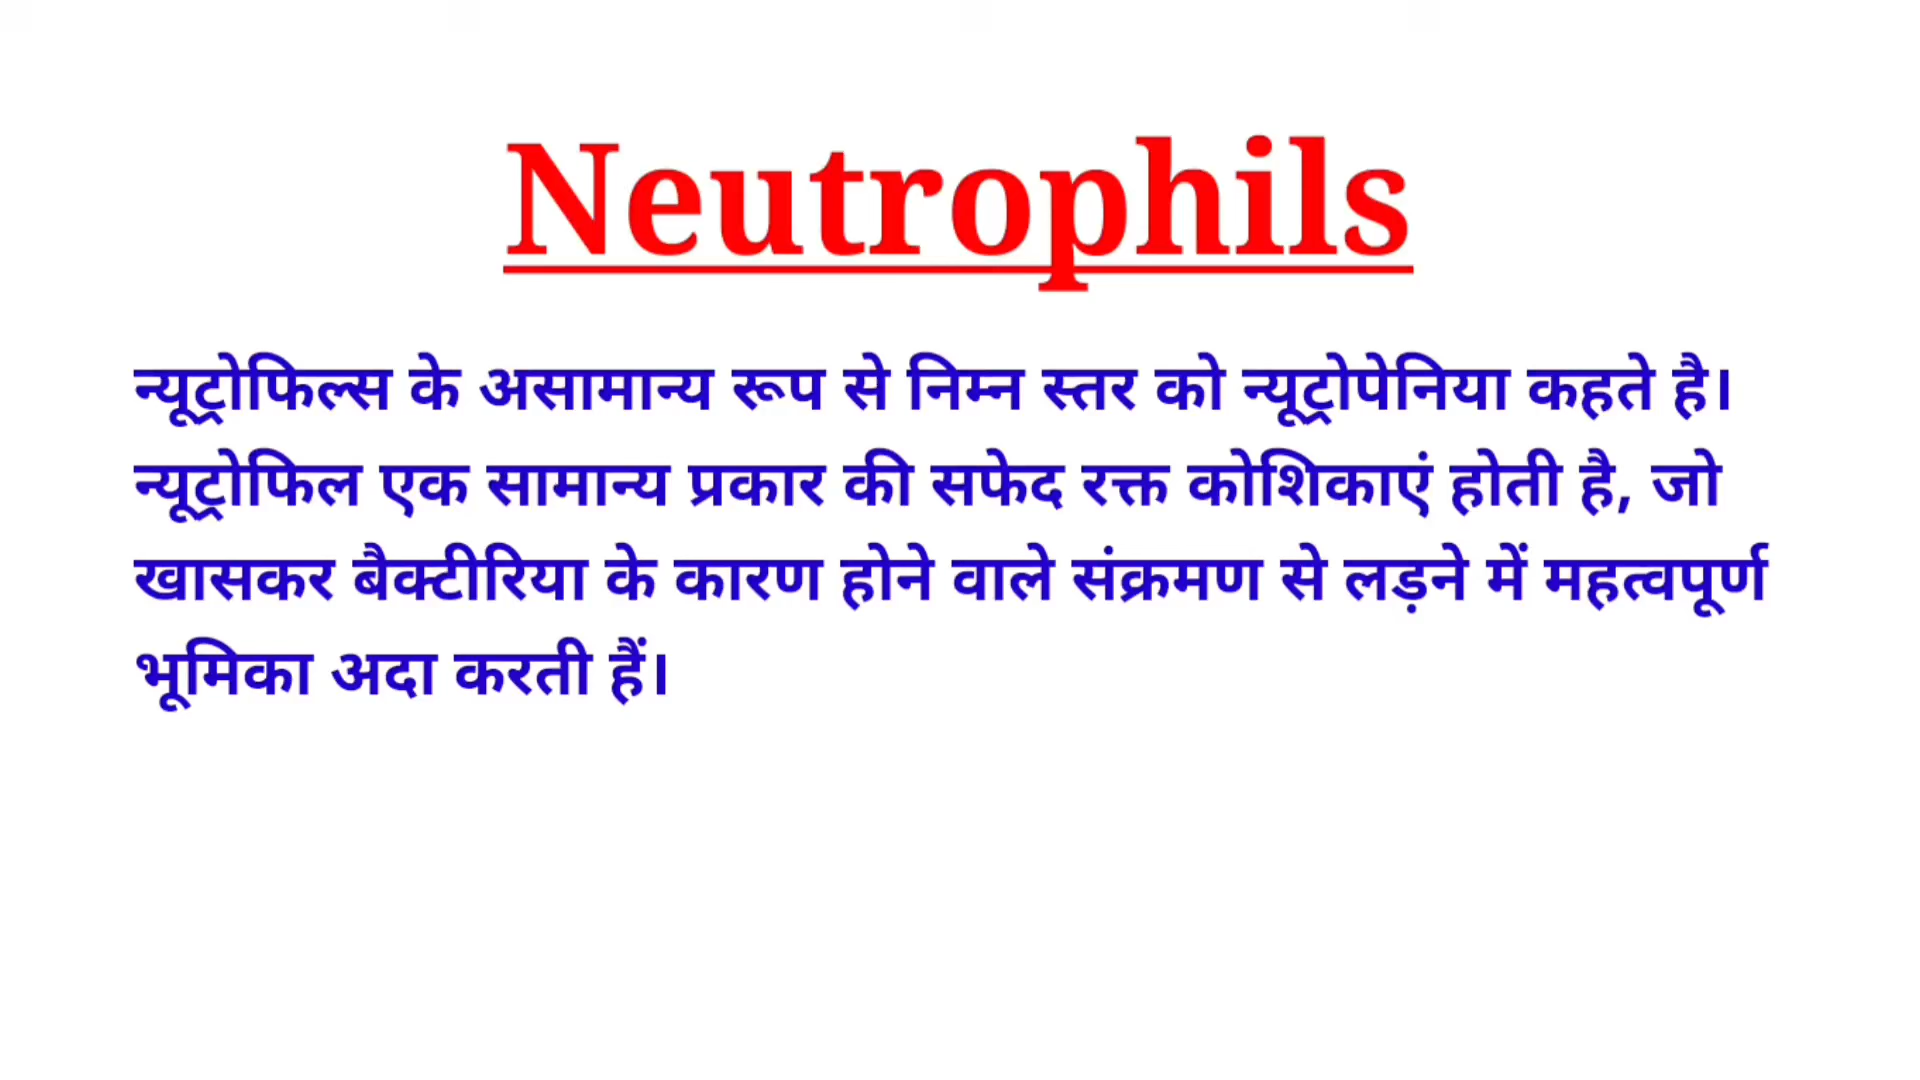 Neutrophils
न्यूट्रोफिल्स के असामान्य रूप से निम्न स्तर को न्यूट्रोपेनिया कहते है।
न्यूट्रोफिल एक सामान्य प्रकार की सफेद रक्त कोशिकाएं होती है, जो
खासकर बैक्टीरिया के कारण होने वाले संक्रमण से लड़ने में महत्वपूर्ण
भूमिका अदा करती हैं।